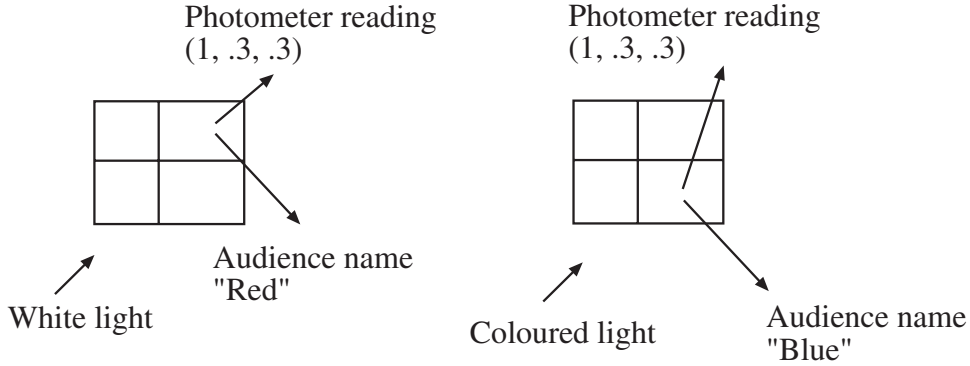 Photometer reading
(1, .3, .3)
Audience name
"Red"
White light
Photometer reading
(1, .3, .3)
Coloured light
Audience name
"Blue"